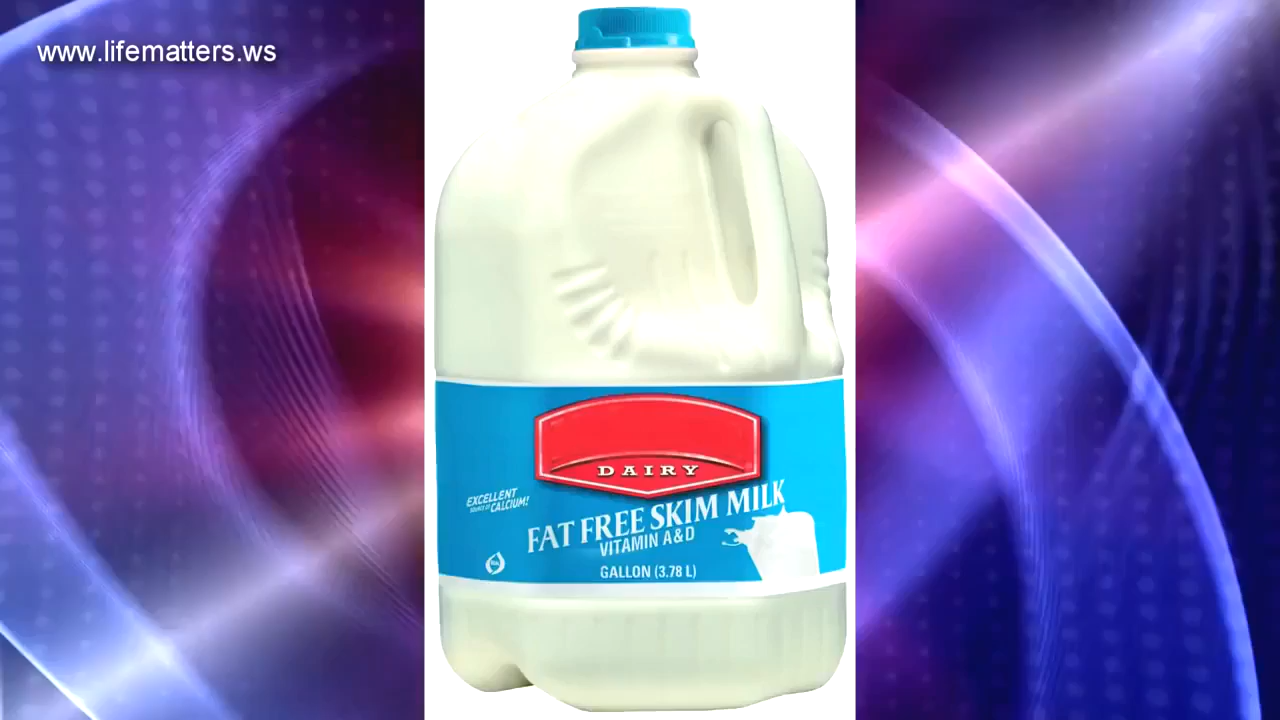 www.lifematters.ws
DAIRY
EXCELLENT
SOURCE OF CALCIUM!
FAT FREE SKIM MILK
VITAMIN A&D
GALLON (3.78 L)